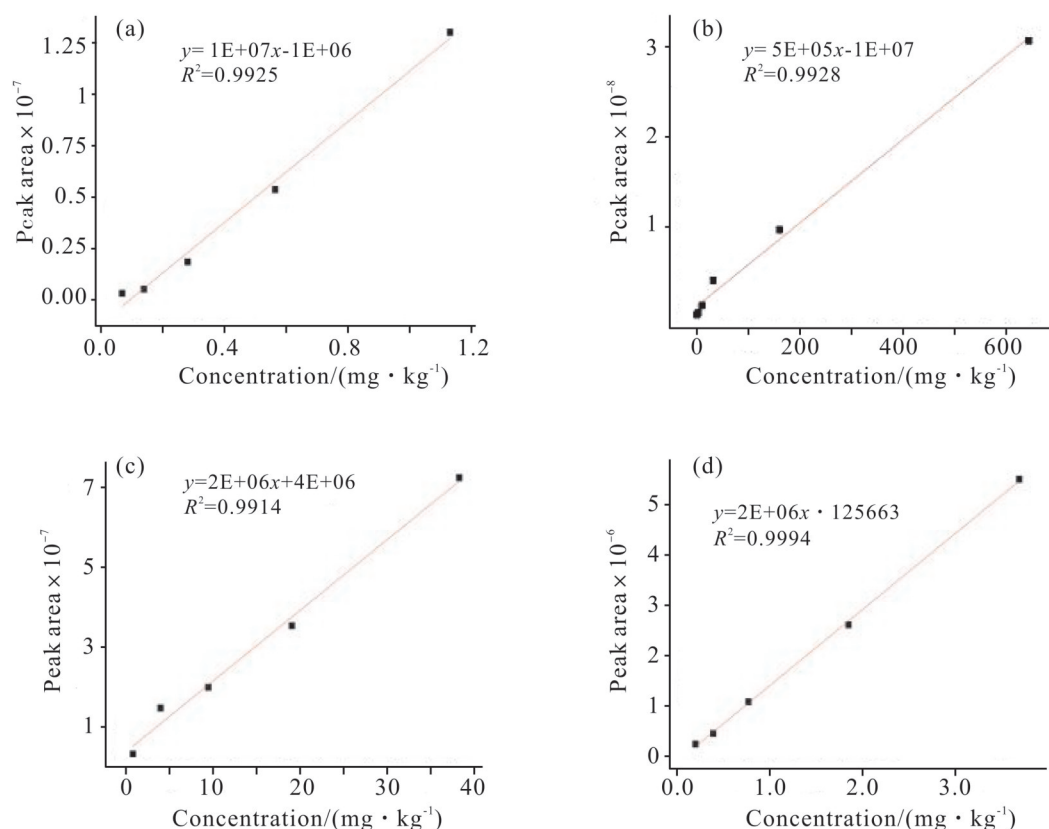 (a)
y= 1E+07x-1E+06
R²=0.9925
Pcak area × 10⁻⁷
1.25
1
0.75
0.5
0.25
0.00
0.0 0.4 0.8 1.2
Concentration/(mg · kg⁻¹)
(b)
y= 5E+05x-1E+07
R²=0.9928
Pcak area × 10⁻⁸
3
1
0 200 400 600
Concentration/(mg · kg⁻¹)
(c)
y=2E+06x+4E+06
R²=0.9914
Peak area × 10⁻⁷
7
5
3
1
0 10 20 30 40
Concentration/(mg · kg⁻¹)
(d)
y=2E+06x · 125663
R²=0.9994
Peak area × 10⁻⁶
5
4
3
2
1
0
0.0 1.0 2.0 3.0
Concentration/(mg · kg⁻¹)